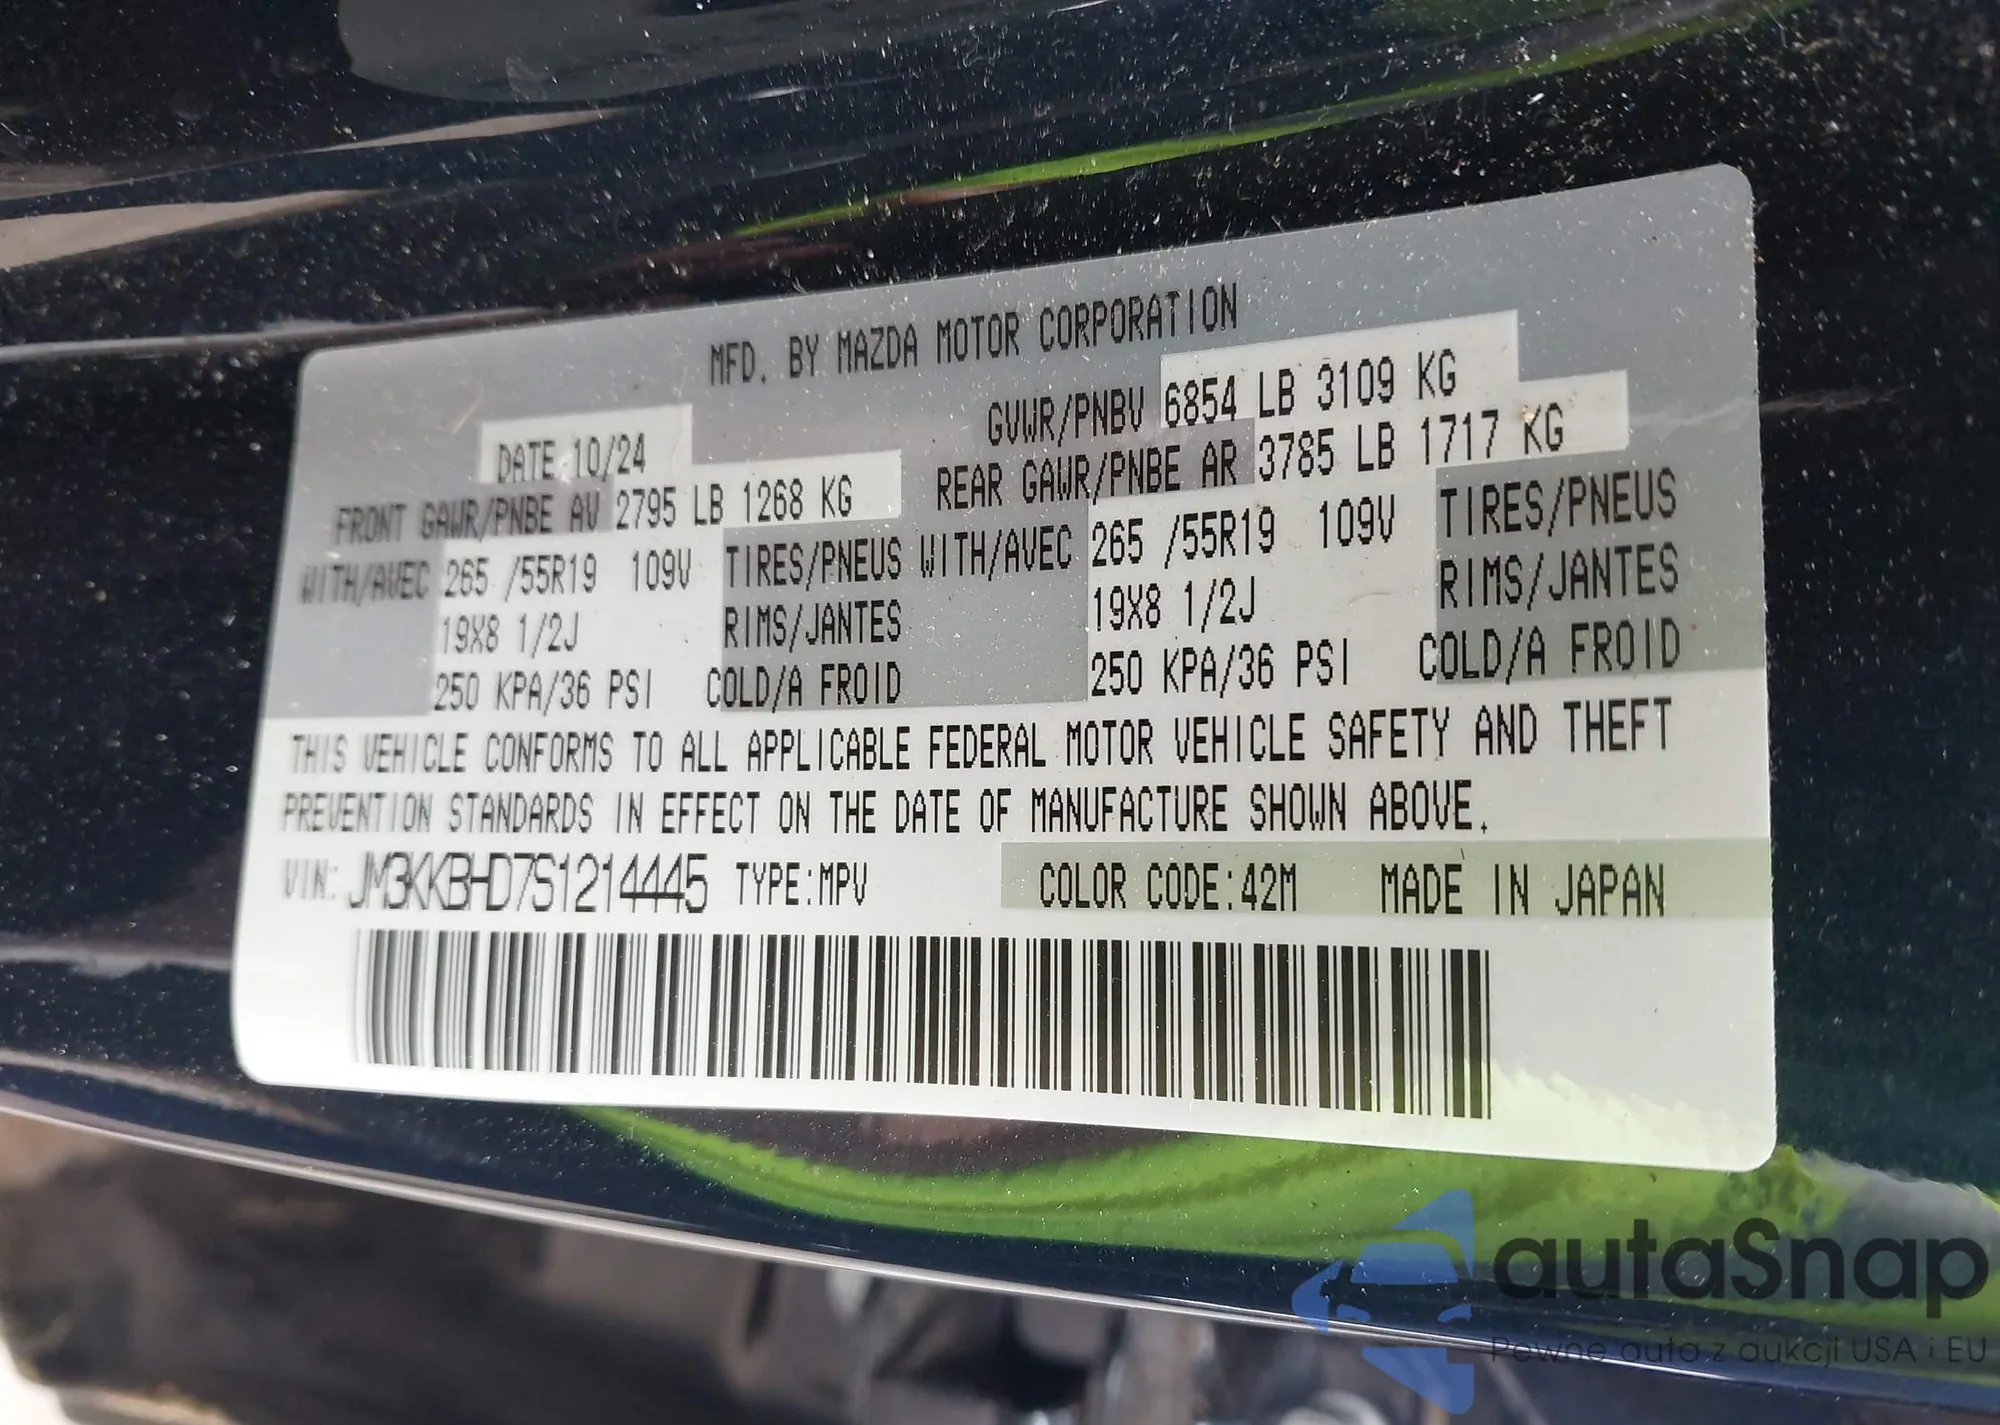 MFD. BY MAZDA MOTOR CORPORATION
DATE 10/24
GVWR/PNBV 6854 LB 3109 KG
FRONT GAWR/PNBE AV 2795 LB 1268 KG
REAR GAWR/PNBE AR 3785 LB 1717 KG
WITH/AVEC 265 /55R19 109V TIRES/PNEUS WITH/AVEC 265 /55R19 109V TIRES/PNEUS
19X8 1/2J RIMS/JANTES 19X8 1/2J RIMS/JANTES
250 KPA/36 PSI COLD/A FROID 250 KPA/36 PSI COLD/A FROID
THIS VEHICLE CONFORMS TO ALL APPLICABLE FEDERAL MOTOR VEHICLE SAFETY AND THEFT
PREVENTION STANDARDS IN EFFECT ON THE DATE OF MANUFACTURE SHOWN ABOVE.
VIN: JM3KKBHD7S1214445 TYPE:MPV COLOR CODE:42M MADE IN JAPAN
autaSnap
Pewne auto z aukcji USA i EU